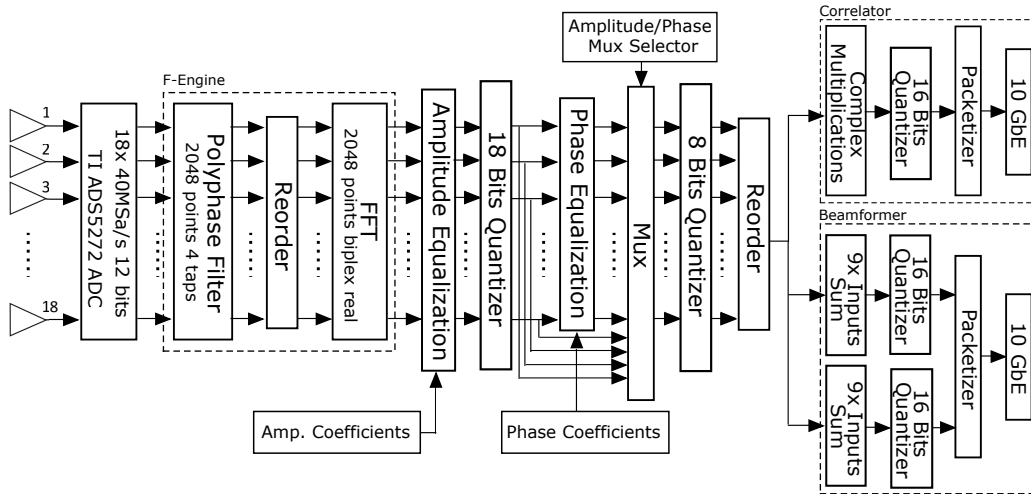 Amplitude/Phase
Mux Selector
Correlator
F-Engine
1
2
3
18
18x 40MSa/s 12 bits
TI ADS5272 ADC
Polyphase Filter
2048 points 4 taps
Reorder
FFT
2048 points biplex real
Amplitude Equalization
18 Bits Quantizer
Phase Equalization
Mux
8 Bits Quantizer
Reorder
Complex
Multiplications
16 Bits
Quantizer
Packetizer
10 GbE
Beamformer
9x Inputs
Sum
16 Bits
Quantizer
9x Inputs
Sum
16 Bits
Quantizer
Packetizer
10 GbE
Amp. Coefficients
Phase Coefficients